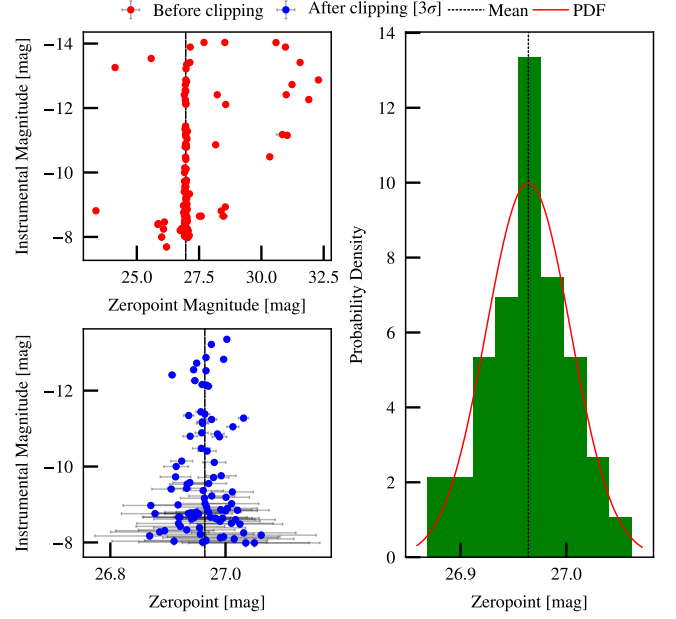 Before clipping After clipping [3σ] Mean PDF
−14
−12
−10
−8
Instrumental Magnitude [mag]
25.0 27.5 30.0 32.5
Zeropoint Magnitude [mag]
−12
−10
−8
Instrumental Magnitude [mag]
26.8 27.0
Zeropoint [mag]
14
12
10
8
6
4
2
0
Probability Density
26.9 27.0
Zeropoint [mag]